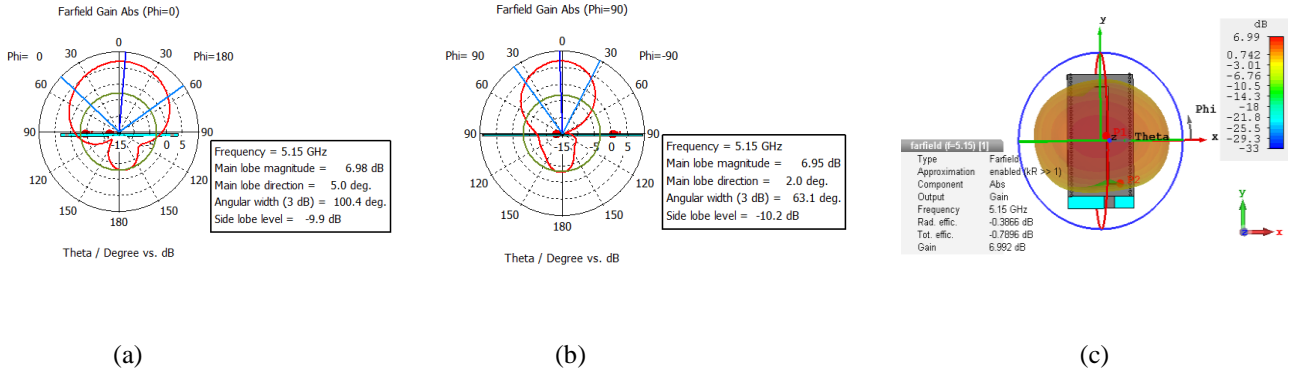 Farfield Gain Abs (Phi=0)
0
30 30
Phi= 0 Phi=180
60 60
90 -15 -5 0 5 90
120 120
150 150
180
Theta / Degree vs. dB
Frequency = 5.15 GHz
Main lobe magnitude = 6.98 dB
Main lobe direction = 5.0 deg.
Angular width (3 dB) = 100.4 deg.
Side lobe level = -9.9 dB
(a)
Farfield Gain Abs (Phi=90)
0
30 30
Phi= 90 Phi=-90
60 60
90 -15 -5 0 5 90
120 120
150 150
180
Theta / Degree vs. dB
Frequency = 5.15 GHz
Main lobe magnitude = 6.95 dB
Main lobe direction = 2.0 deg.
Angular width (3 dB) = 63.1 deg.
Side lobe level = -10.2 dB
(b)
y
z
Theta
Phi
x
farfield (f=5.15) [1]
Type Farfield
Approximation enabled (kR >> 1)
Component Abs
Output Gain
Frequency 5.15 GHz
Rad. effic. -0.3866 dB
Tot. effic. -0.7896 dB
Gain 6.992 dB
dB
6.99
0.742
-3.01
-6.76
-10.5
-14.3
-18
-21.8
-25.5
-29.3
-33
y
z x
(c)